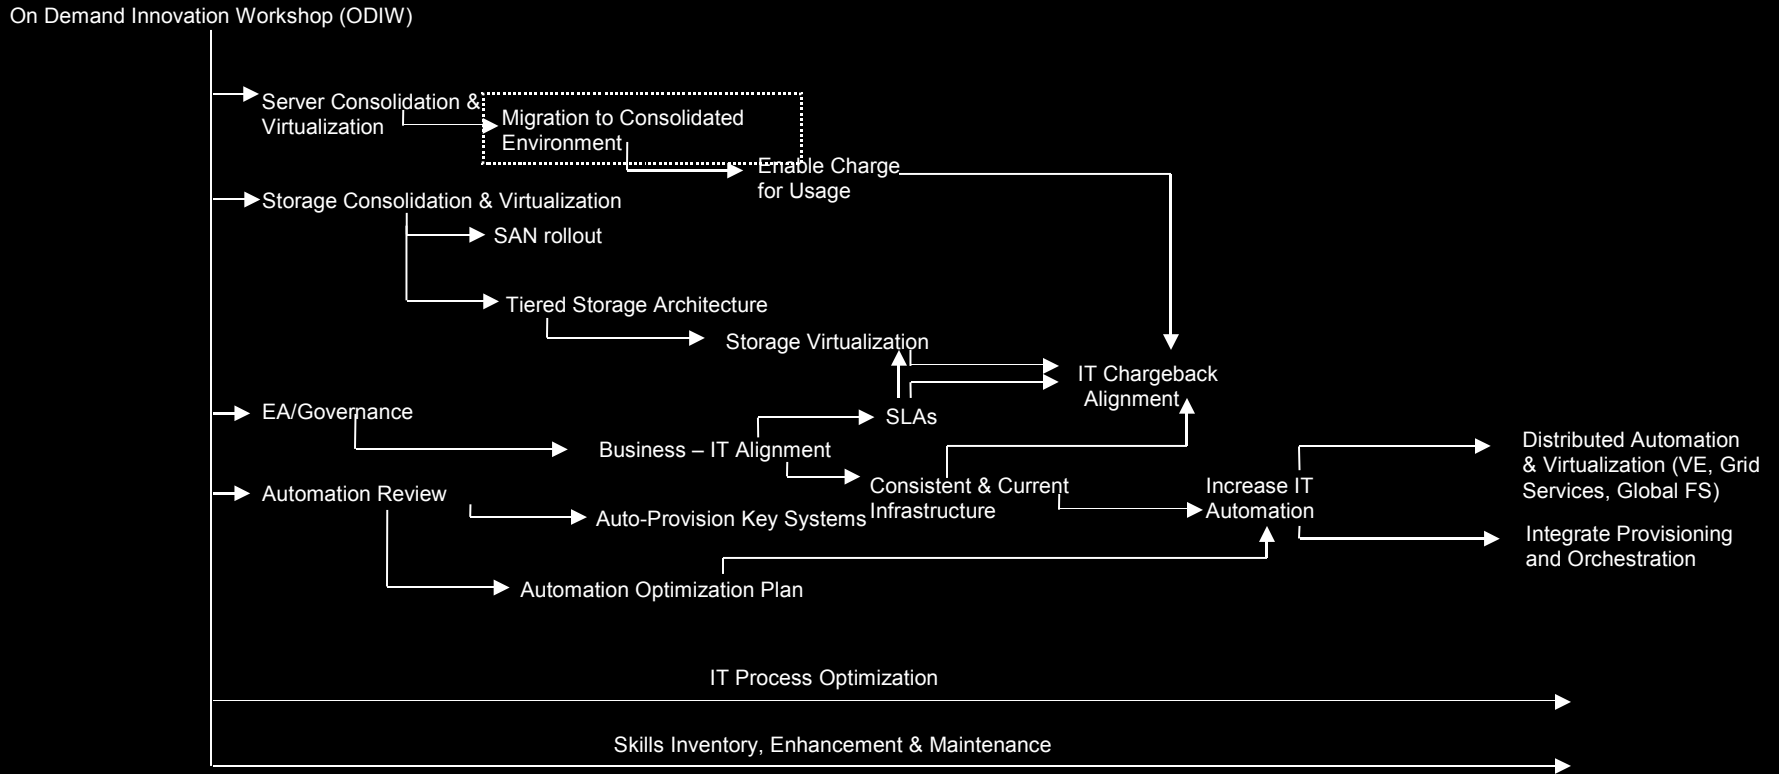 On Demand Innovation Workshop (ODIW)
Server Consolidation &
Virtualization
Migration to Consolidated
Environment
Enable Charge
for Usage
Storage Consolidation & Virtualization
SAN rollout
Tiered Storage Architecture
Storage Virtualization
IT Chargeback
Alignment
EA/Governance
SLAs
Business – IT Alignment
Distributed Automation
& Virtualization (VE, Grid
Services, Global FS)
Automation Review
Consistent & Current
Infrastructure
Increase IT
Automation
Auto-Provision Key Systems
Integrate Provisioning
and Orchestration
Automation Optimization Plan
IT Process Optimization
Skills Inventory, Enhancement & Maintenance